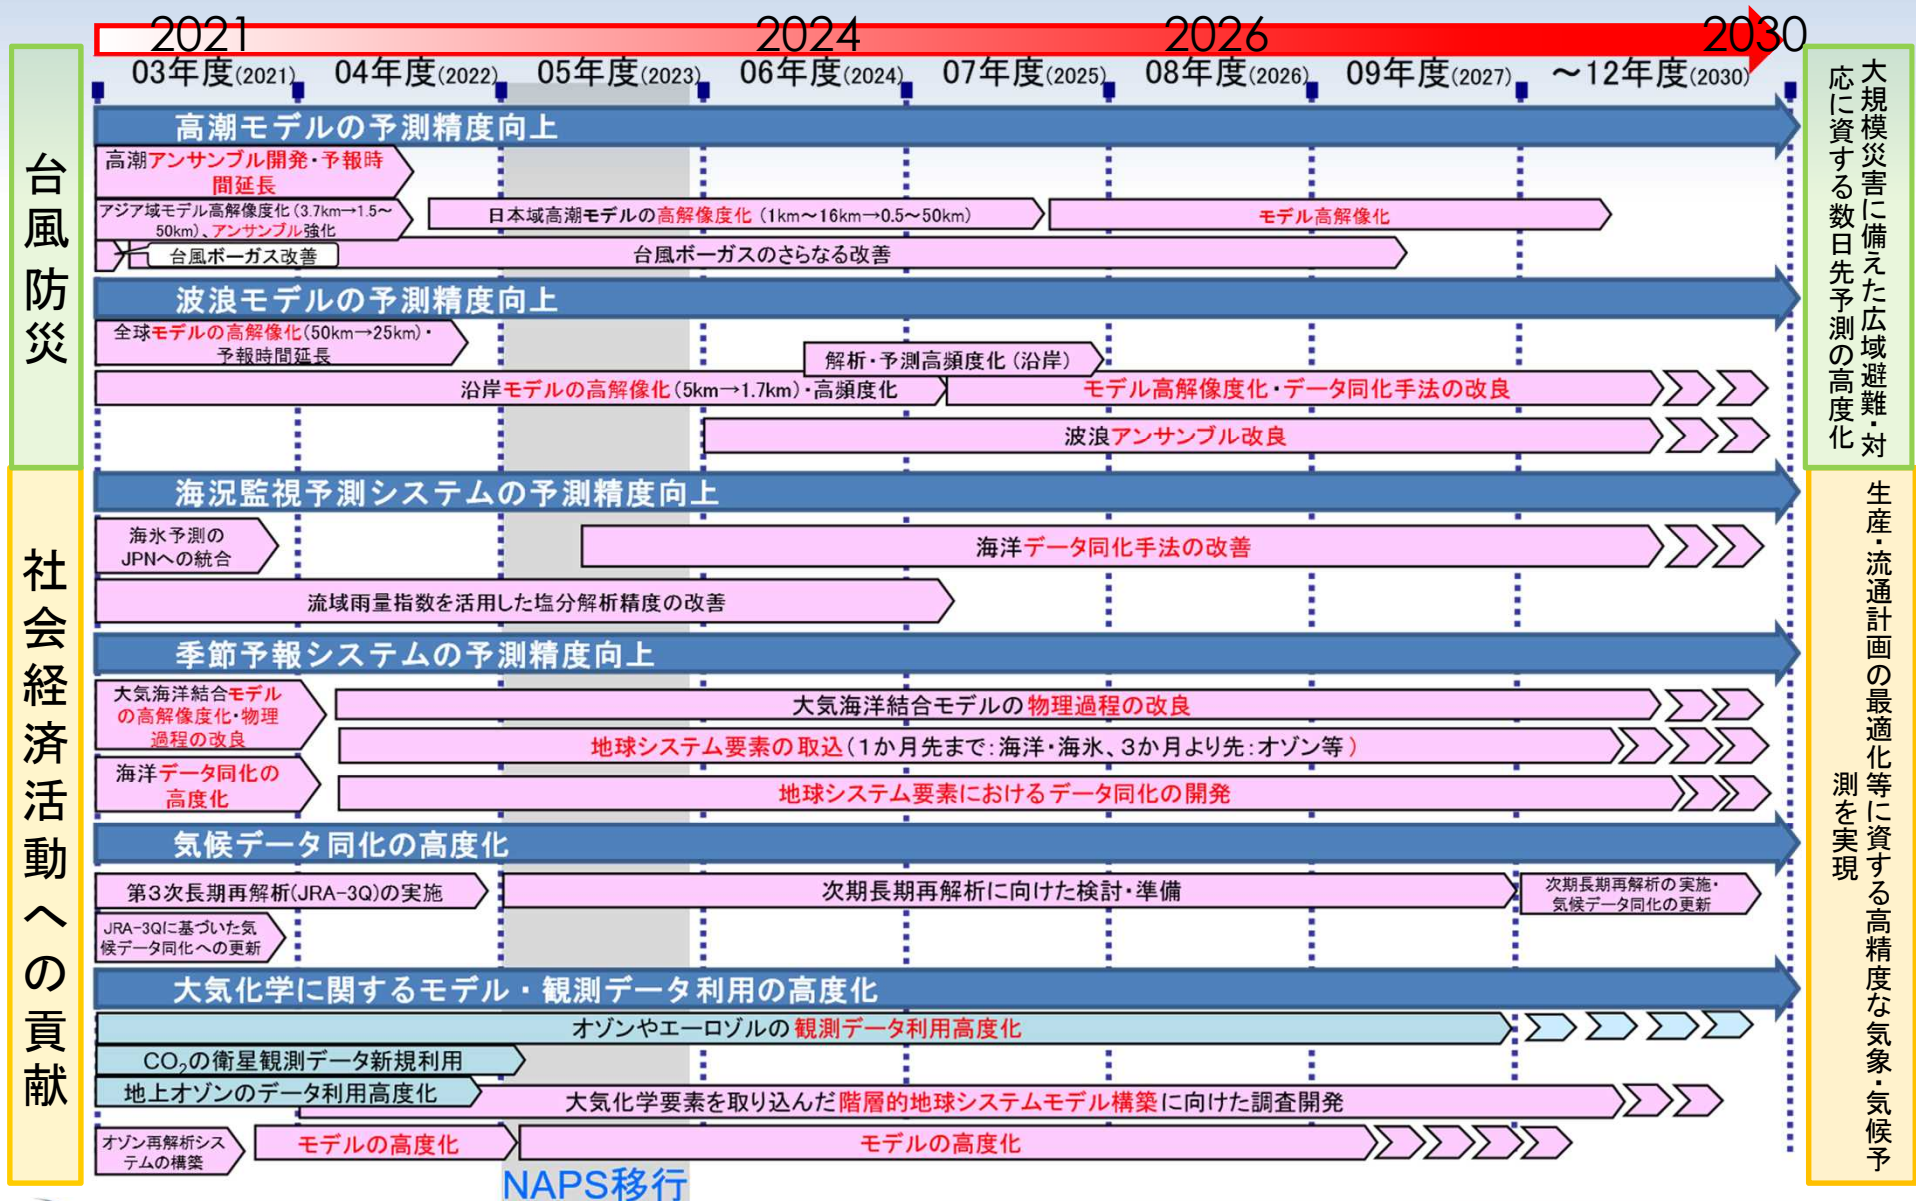 2021
2024
2026
2030
03年度(2021)
04年度(2022)
05年度(2023)
06年度(2024)
07年度(2025)
08年度(2026)
09年度(2027)
～12年度(2030)
台風防災
高潮モデルの予測精度向上
高潮アンサンブル開発・予報時
間延長
アジア域モデル高解像度化（3.7km→1.5～
50km）、アンサンブル強化
日本域高潮モデルの高解像度化（1km～16km→0.5～50km）
モデル高解像化
台風ボーガス改善
台風ボーガスのさらなる改善
波浪モデルの予測精度向上
全球モデルの高解像化(50km→25km)・
予報時間延長
解析・予測高頻度化（沿岸）
沿岸モデルの高解像化（5km→1.7km）・高頻度化
モデル高解像度化・データ同化手法の改良
波浪アンサンブル改良
大規模災害に備えた広域避難・対
応に資する数日先予測の高度化
社会経済活動への貢献
海況監視予測システムの予測精度向上
海氷予測の
JPNへの統合
海洋データ同化手法の改善
流域雨量指数を活用した塩分解析精度の改善
季節予報システムの予測精度向上
大気海洋結合モデル
の高解像度化・物理
過程の改良
大気海洋結合モデルの物理過程の改良
地球システム要素の取込（１か月先まで：海洋・海氷、３か月より先：オゾン等）
海洋データ同化の
高度化
地球システム要素におけるデータ同化の開発
気候データ同化の高度化
第３次長期再解析(JRA-3Q)の実施
次期長期再解析に向けた検討・準備
次期長期再解析の実施・
気候データ同化の更新
JRA-3Qに基づいた気
候データ同化への更新
大気化学に関するモデル・観測データ利用の高度化
オゾンやエーロゾルの観測データ利用高度化
CO₂の衛星観測データ新規利用
地上オゾンのデータ利用高度化
大気化学要素を取り込んだ階層的地球システムモデル構築に向けた調査開発
オゾン再解析シス
テムの構築
モデルの高度化
モデルの高度化
NAPS移行
生産・流通計画の最適化等に資する高精度な気象・気候予
測を実現